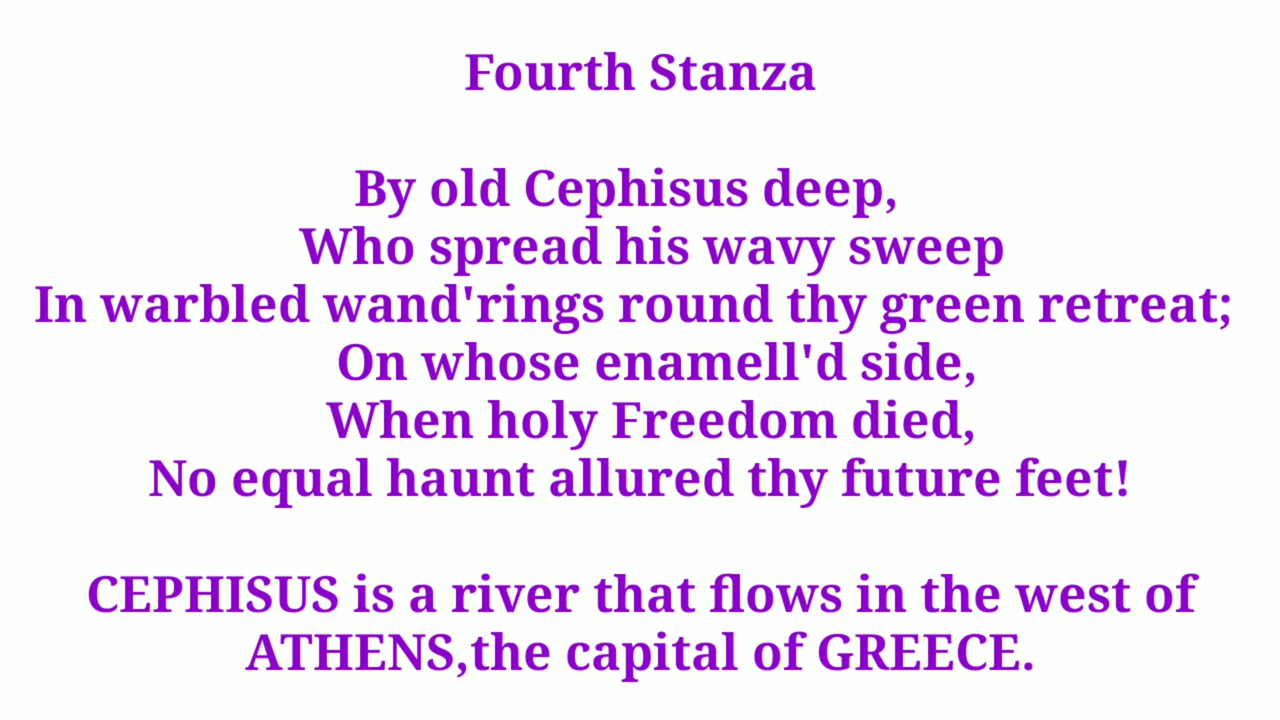 Fourth Stanza
By old Cephisus deep,
Who spread his wavy sweep
In warbled wand'rings round thy green retreat;
On whose enamell'd side,
When holy Freedom died,
No equal haunt allured thy future feet!
CEPHISUS is a river that flows in the west of
ATHENS,the capital of GREECE.